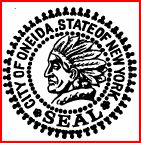 CITY OF ONEIDA, STATE OF NEW YORK
SEAL